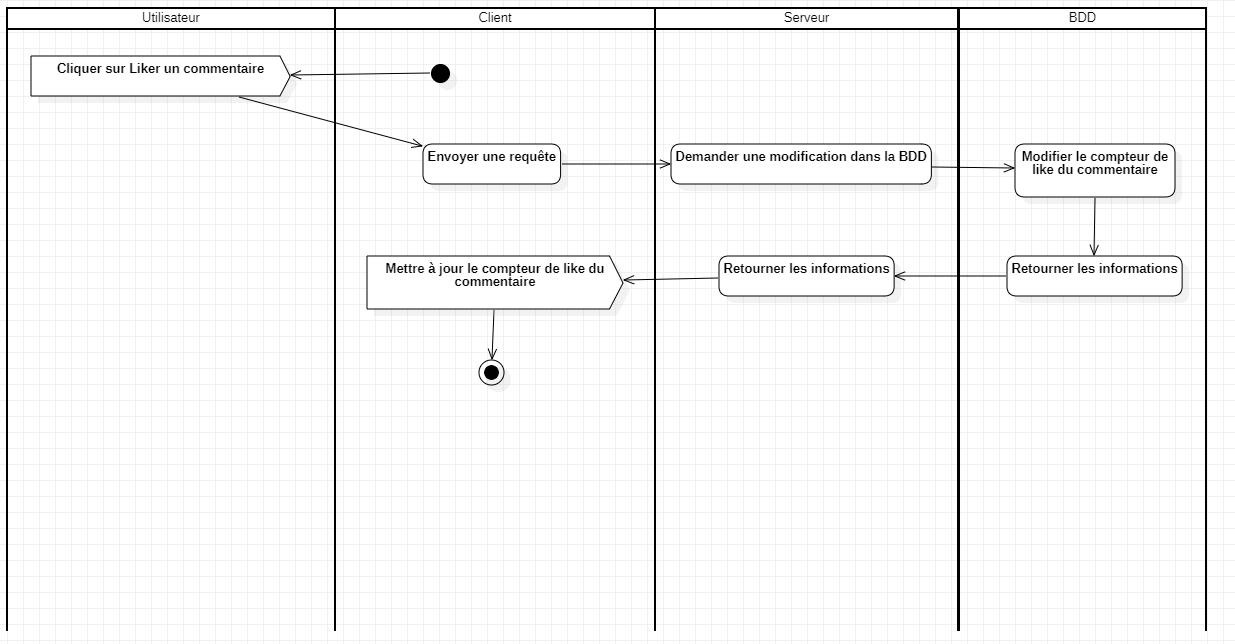 Utilisateur
Client
Serveur
BDD
Cliquer sur Liker un commentaire
Envoyer une requête
Demander une modification dans la BDD
Modifier le compteur de
like du commentaire
Mettre à jour le compteur de like du
commentaire
Retourner les informations
Retourner les informations